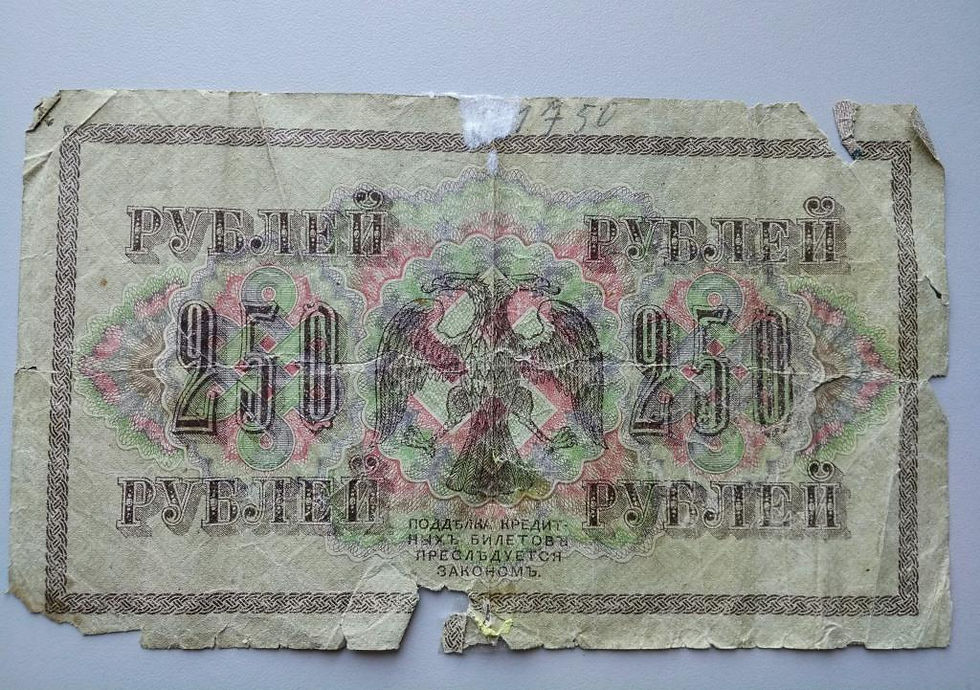 1750
РУБЛЕЙ РУБЛЕЙ
250 250
РУБЛЕЙ РУБЛЕЙ
ПОДДѢЛКА КРЕДИТ-
НЫХЪ БИЛЕТОВЪ
ПРЕСЛѢДУЕТСЯ
ЗАКОНОМЪ.